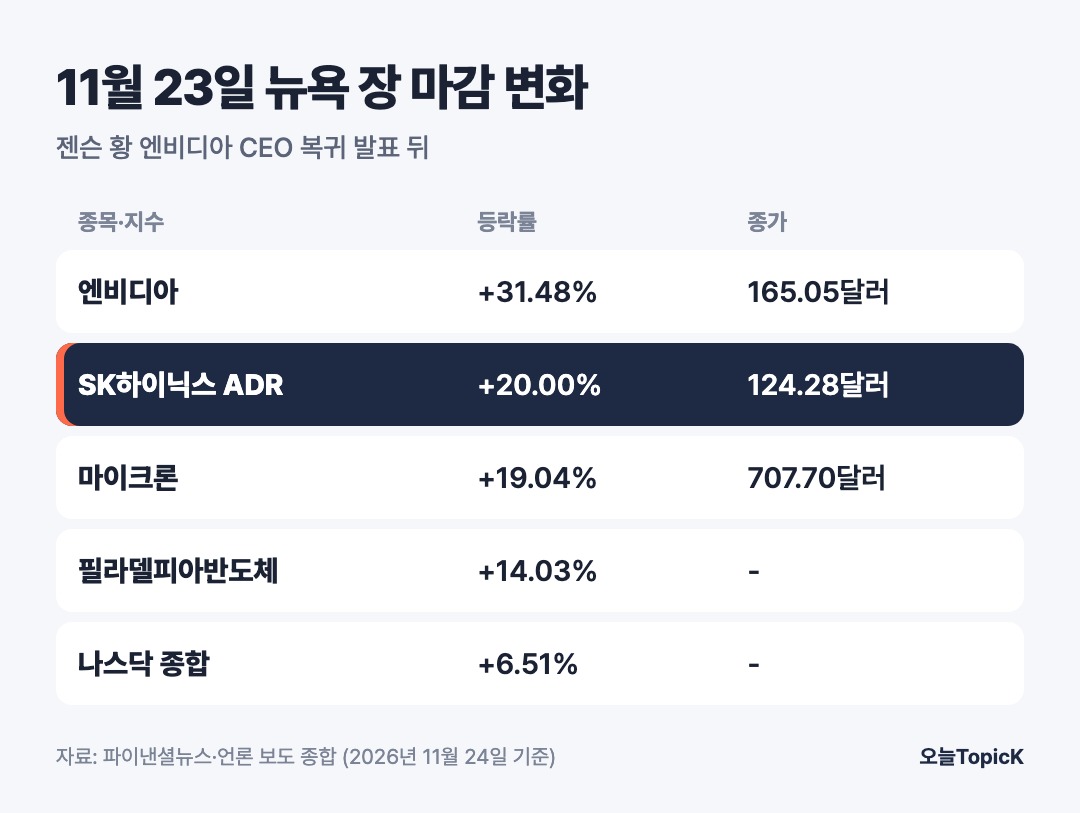 11월 23일 뉴욕 장 마감 변화
젠슨 황 엔비디아 CEO 복귀 발표 뒤
종목·지수 등락률 종가
엔비디아 +31.48% 165.05달러
SK하이닉스 ADR +20.00% 124.28달러
마이크론 +19.04% 707.70달러
필라델피아반도체 +14.03% -
나스닥 종합 +6.51% -
자료: 파이낸셜뉴스·언론 보도 종합 (2026년 11월 24일 기준) 오늘TopicK